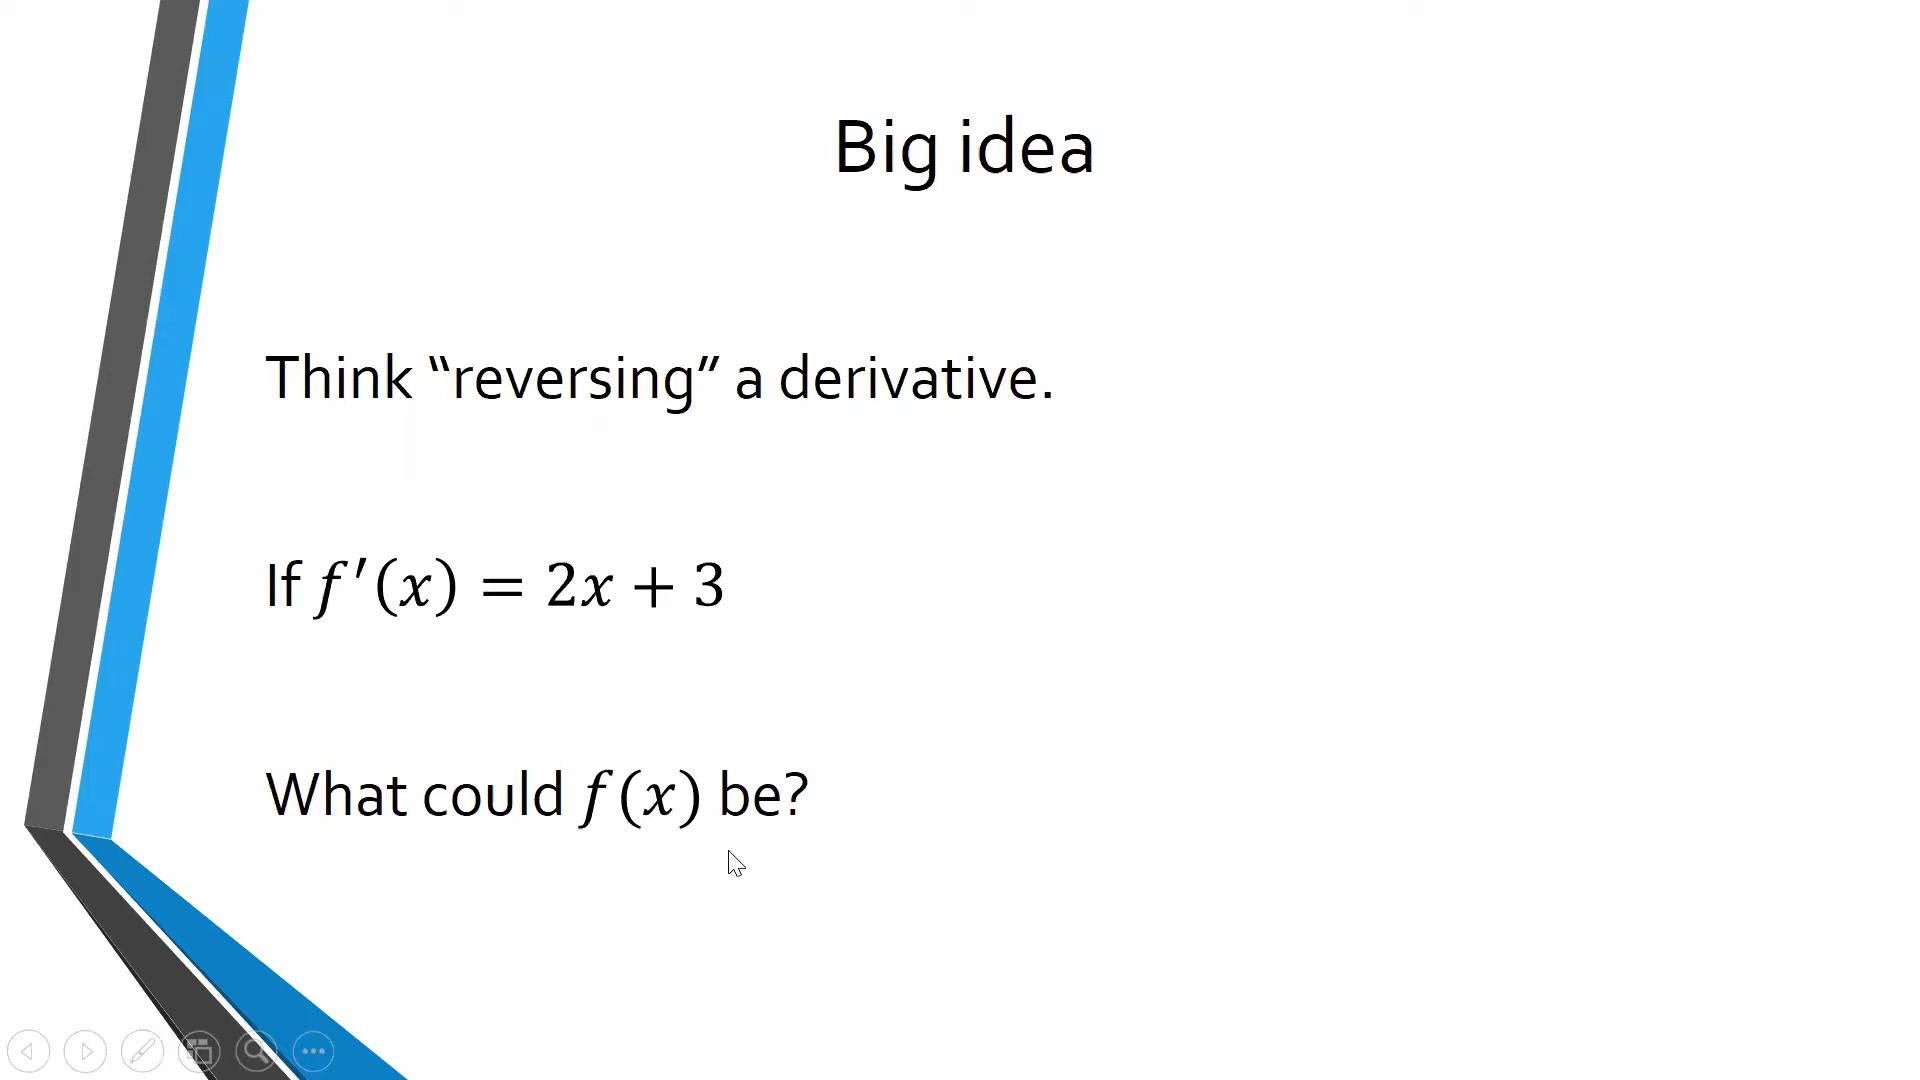 Big idea
Think “reversing” a derivative.
If 𝑓′(𝑥) = 2𝑥 + 3
What could 𝑓(𝑥) be?